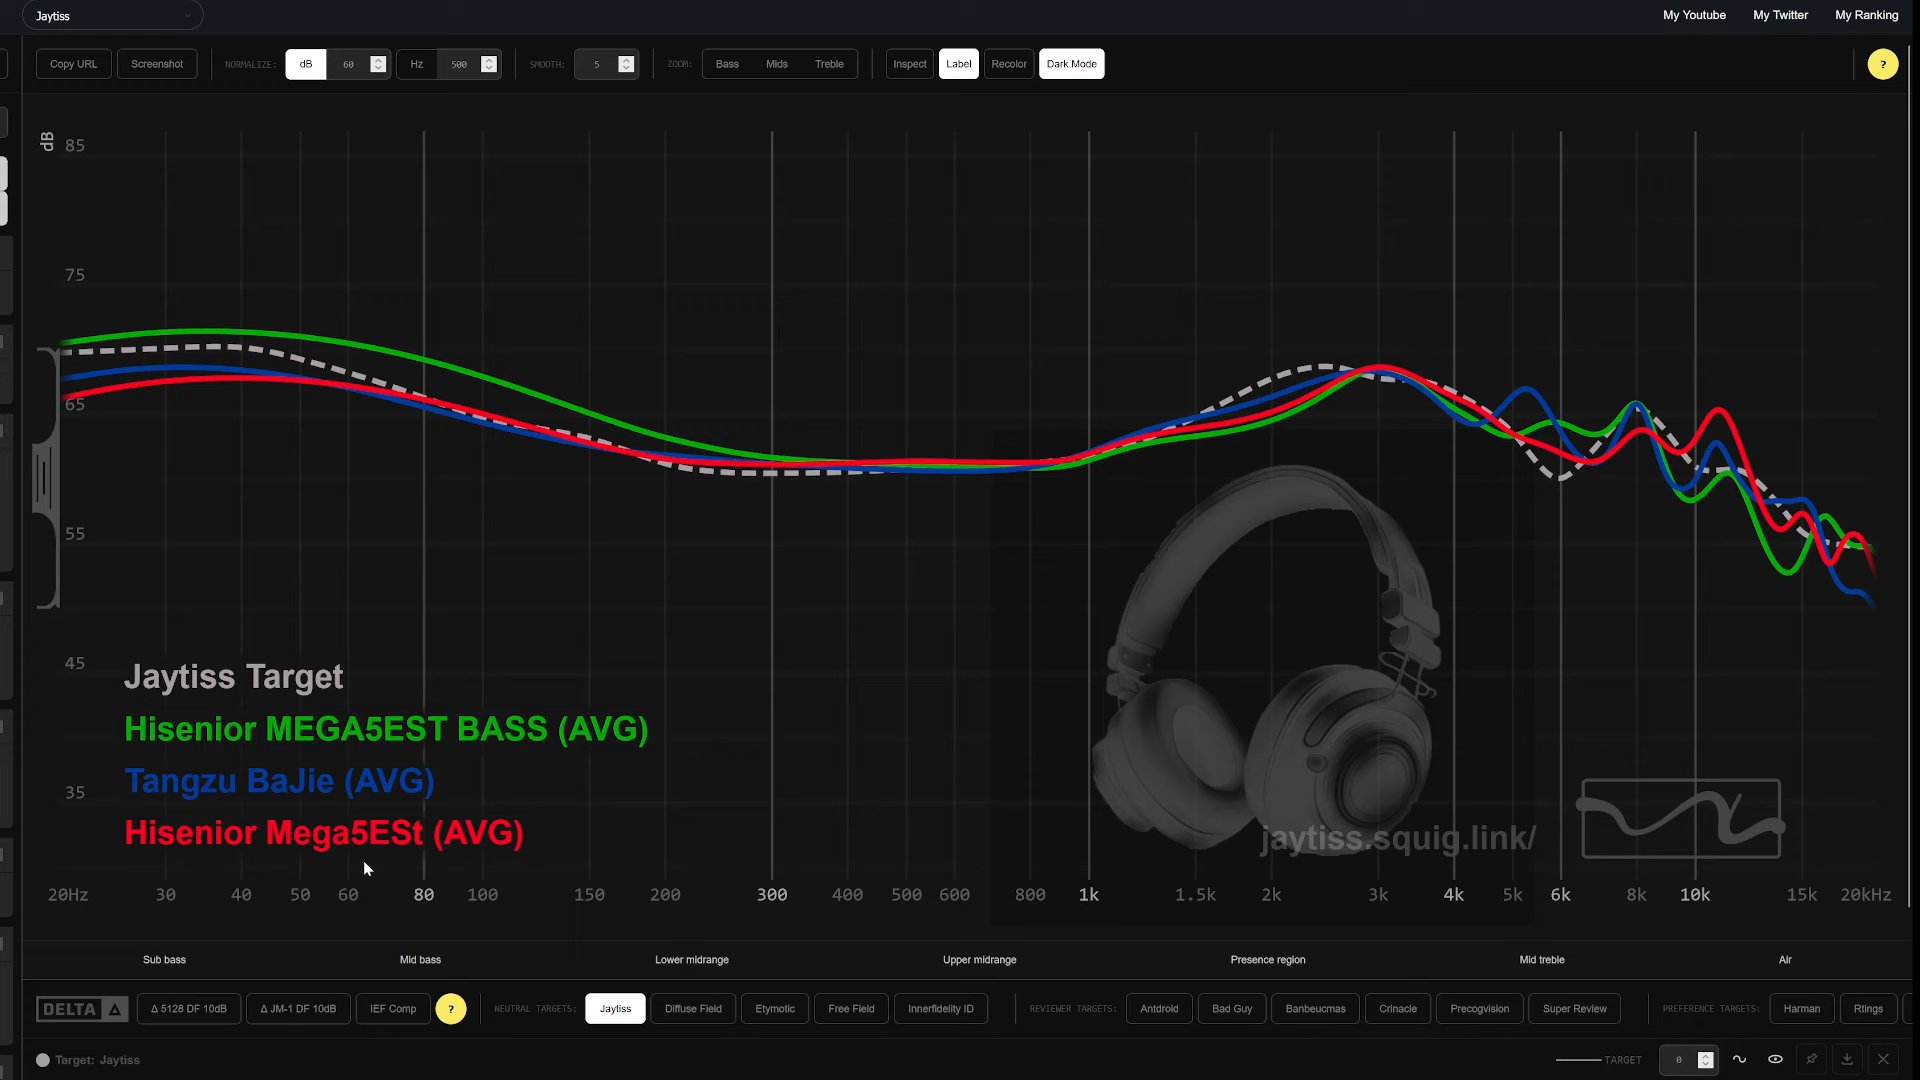 Jaytiss
My Youtube
My Twitter
My Ranking
Copy URL
Screenshot
NORMALIZE:
dB
60
Hz
500
SMOOTH:
5
ZOOM:
Bass
Mids
Treble
Inspect
Label
Recolor
Dark Mode
?
dB
85
75
65
55
45
35
Jaytiss Target
Hisenior MEGA5EST BASS (AVG)
Tangzu BaJie (AVG)
Hisenior Mega5ESt (AVG)
jaytiss.squig.link/
20Hz 30 40 50 60 80 100 150 200 300 400 500 600 800 1k 1.5k 2k 3k 4k 5k 6k 8k 10k 15k 20kHz
Sub bass
Mid bass
Lower midrange
Upper midrange
Presence region
Mid treble
Air
DELTA Δ
Δ 5128 DF 10dB
Δ JM-1 DF 10dB
IEF Comp
?
NEUTRAL TARGETS:
Jaytiss
Diffuse Field
Etymotic
Free Field
Innerfidelity ID
REVIEWER TARGETS:
Antdroid
Bad Guy
Banbeucmas
Crinacle
Precogvision
Super Review
PREFERENCE TARGETS:
Harman
Rtings
Target: Jaytiss
TARGET
0